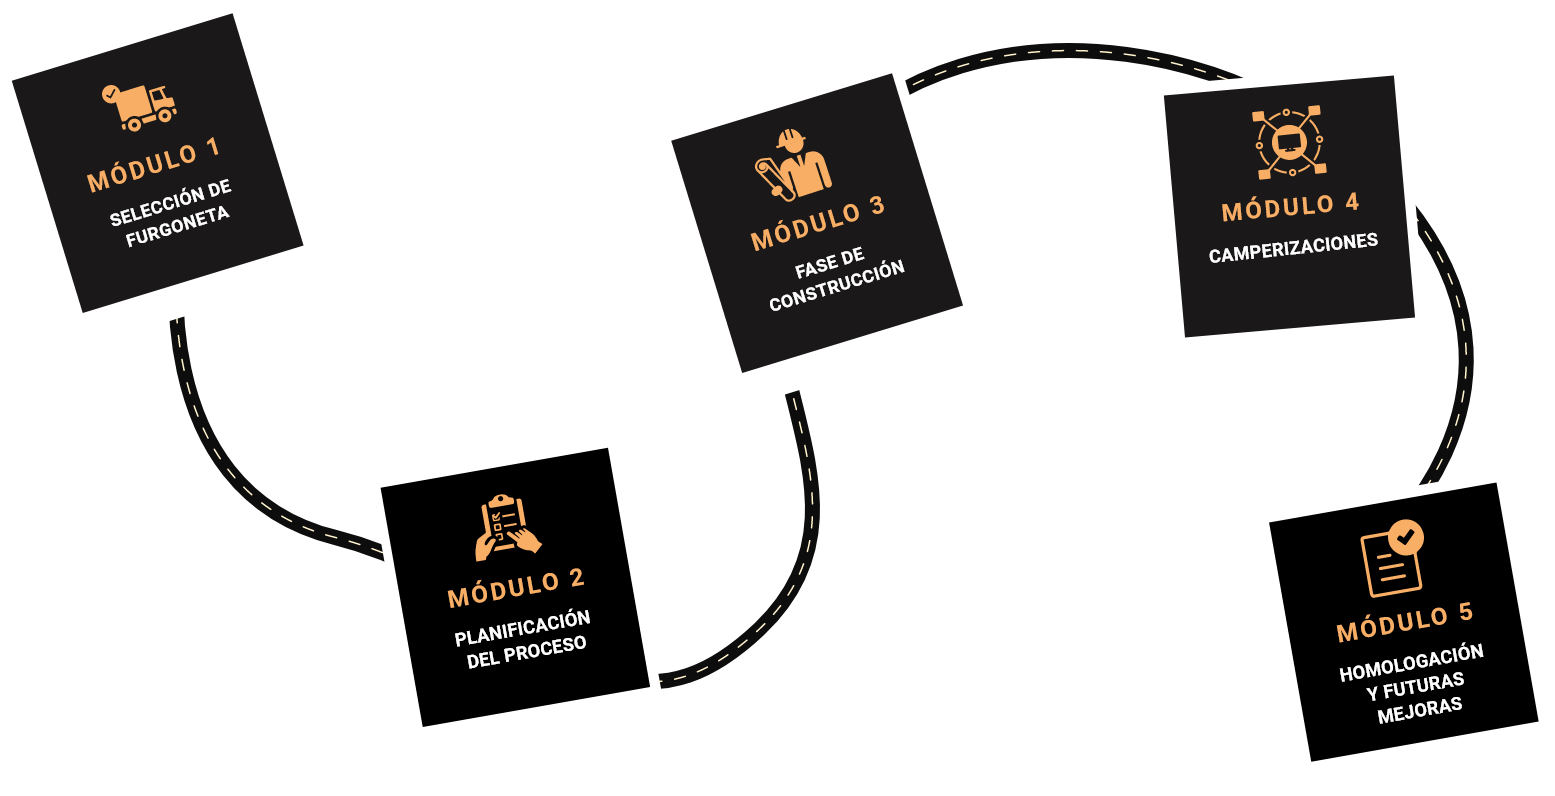 MÓDULO 1
SELECCIÓN DE
FURGONETA
MÓDULO 2
PLANIFICACIÓN
DEL PROCESO
MÓDULO 3
FASE DE
CONSTRUCCIÓN
MÓDULO 4
CAMPERIZACIONES
MÓDULO 5
HOMOLOGACIÓN
Y FUTURAS
MEJORAS